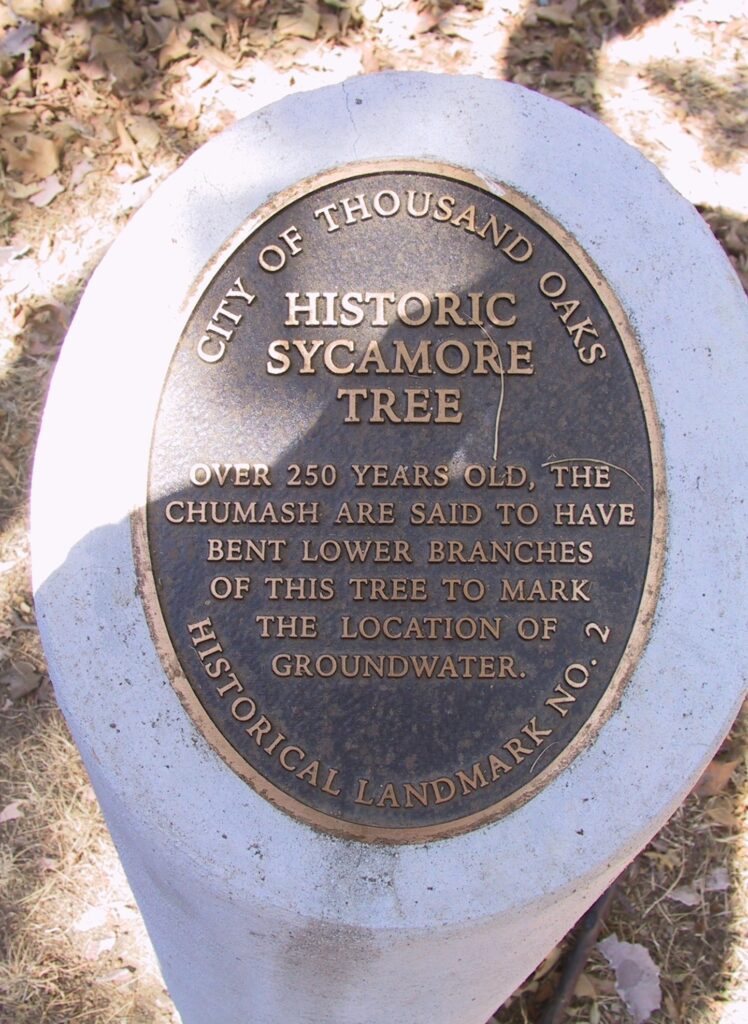 CITY OF THOUSAND OAKS
HISTORIC
SYCAMORE
TREE
OVER 250 YEARS OLD, THE
CHUMASH ARE SAID TO HAVE
BENT LOWER BRANCHES
OF THIS TREE TO MARK
THE LOCATION OF
GROUNDWATER.
HISTORICAL LANDMARK NO. 2